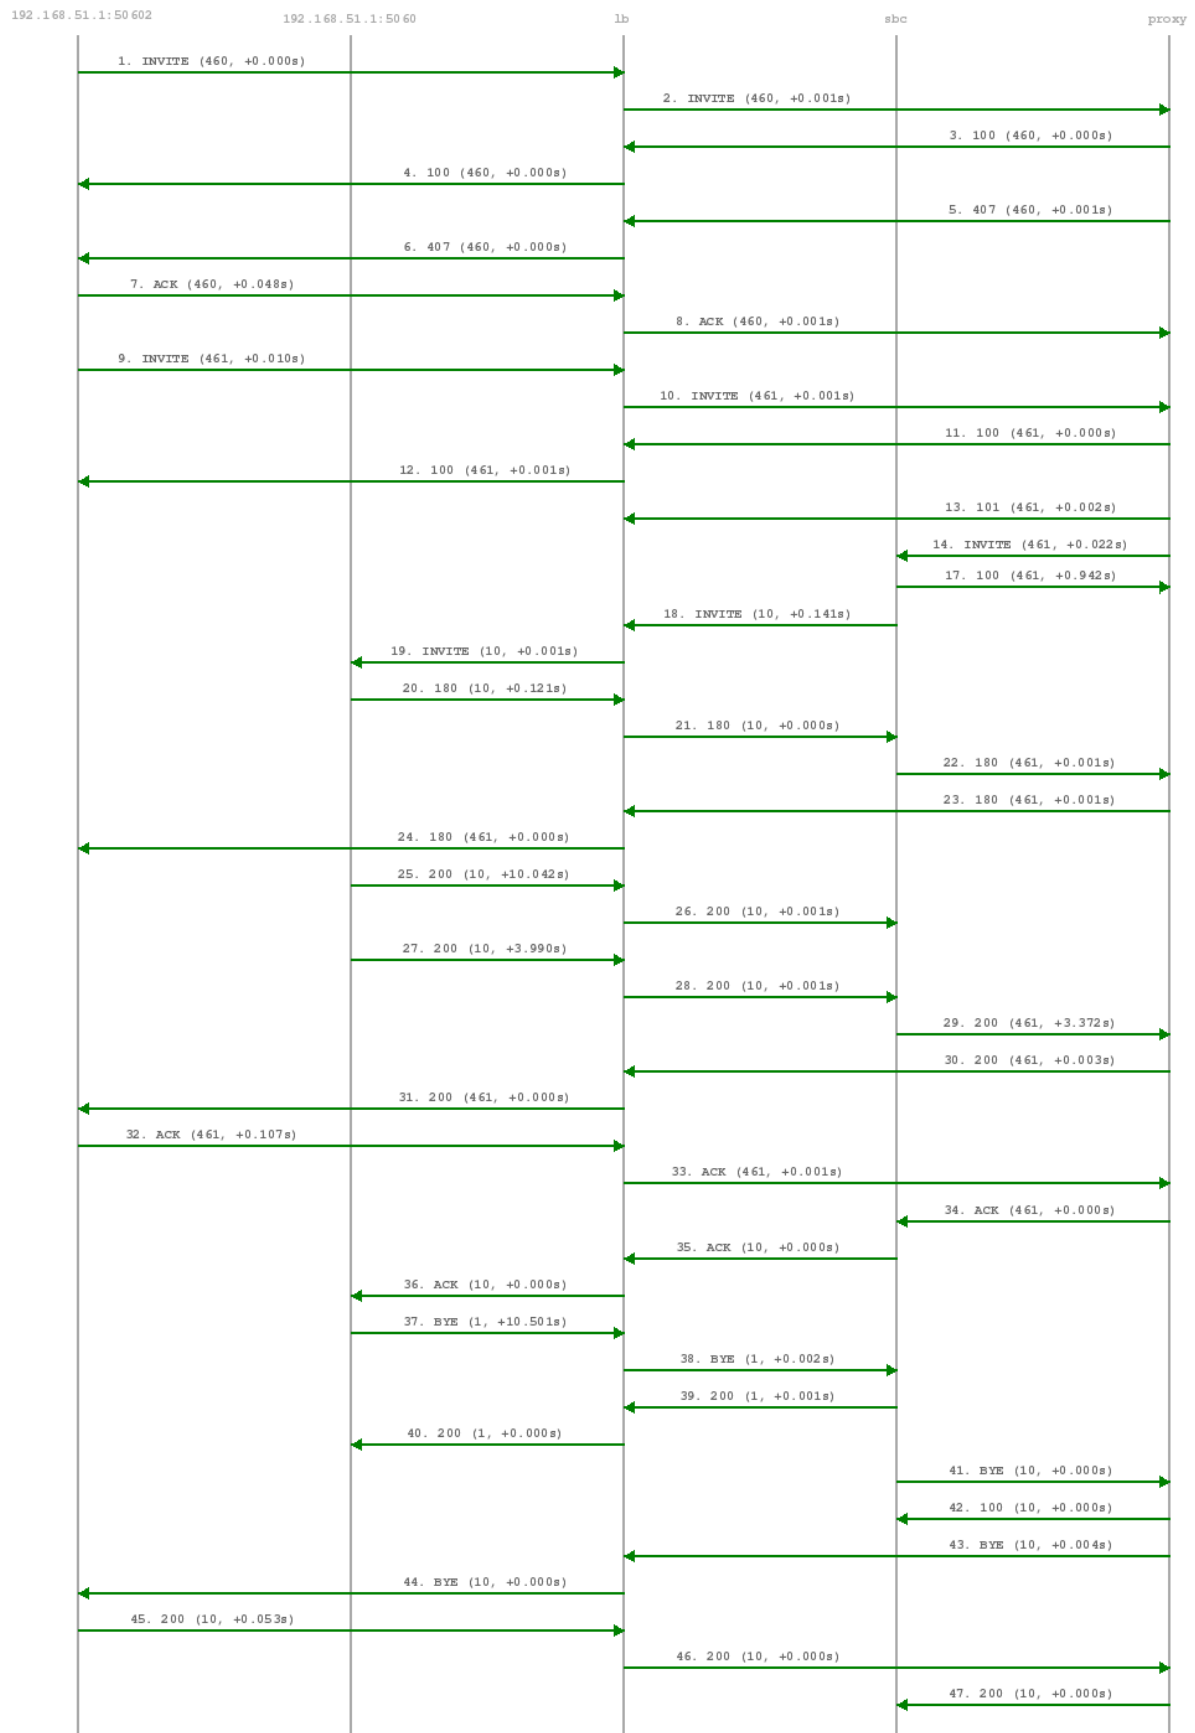 192.168.51.1:50602
192.168.51.1:5060
lb
sbc
proxy
1. INVITE (460, +0.000s)
2. INVITE (460, +0.001s)
3. 100 (460, +0.000s)
4. 100 (460, +0.000s)
5. 407 (460, +0.001s)
6. 407 (460, +0.000s)
7. ACK (460, +0.048s)
8. ACK (460, +0.001s)
9. INVITE (461, +0.010s)
10. INVITE (461, +0.001s)
11. 100 (461, +0.000s)
12. 100 (461, +0.001s)
13. 101 (461, +0.002s)
14. INVITE (461, +0.022s)
17. 100 (461, +0.942s)
18. INVITE (10, +0.141s)
19. INVITE (10, +0.001s)
20. 180 (10, +0.121s)
21. 180 (10, +0.000s)
22. 180 (461, +0.001s)
23. 180 (461, +0.001s)
24. 180 (461, +0.000s)
25. 200 (10, +10.042s)
26. 200 (10, +0.001s)
27. 200 (10, +3.990s)
28. 200 (10, +0.001s)
29. 200 (461, +3.372s)
30. 200 (461, +0.003s)
31. 200 (461, +0.000s)
32. ACK (461, +0.107s)
33. ACK (461, +0.001s)
34. ACK (461, +0.000s)
35. ACK (10, +0.000s)
36. ACK (10, +0.000s)
37. BYE (1, +10.501s)
38. BYE (1, +0.002s)
39. 200 (1, +0.001s)
40. 200 (1, +0.000s)
41. BYE (10, +0.000s)
42. 100 (10, +0.000s)
43. BYE (10, +0.004s)
44. BYE (10, +0.000s)
45. 200 (10, +0.053s)
46. 200 (10, +0.000s)
47. 200 (10, +0.000s)